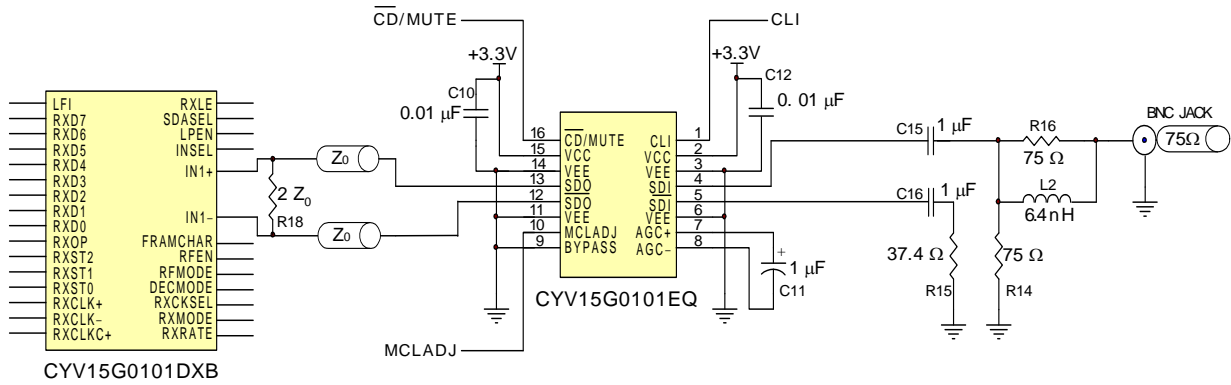 CD/MUTE
CLI
+3.3V
+3.3V
C10
0.01 µF
C12
0. 01 µF
LFI
RXD7
RXD6
RXD5
RXD4
RXD3
RXD2
RXD1
RXD0
RXOP
RXST2
RXST1
RXST0
RXCLK+
RXCLK–
RXCLKC+
RXLE
SDASEL
LPEN
INSEL
IN1+
IN1–
FRAMCHAR
RFEN
RFMODE
DECMODE
RXCKSEL
RXMODE
RXRATE
CYV15G0101DXB
Z0
2 Z0
R18
Z0
16
15
14
13
12
11
10
9
CD/MUTE
VCC
VEE
SDO
SDO
VEE
MCLADJ
BYPASS
CLI
VCC
VEE
SDI
SDI
VEE
AGC+
AGC–
1
2
3
4
5
6
7
8
CYV15G0101EQ
MCLADJ
+
1 µF
C11
C15
1 µF
C16
1 µF
R16
75 Ω
L2
6.4nH
37.4 Ω
R15
75 Ω
R14
BNC JACK
75Ω